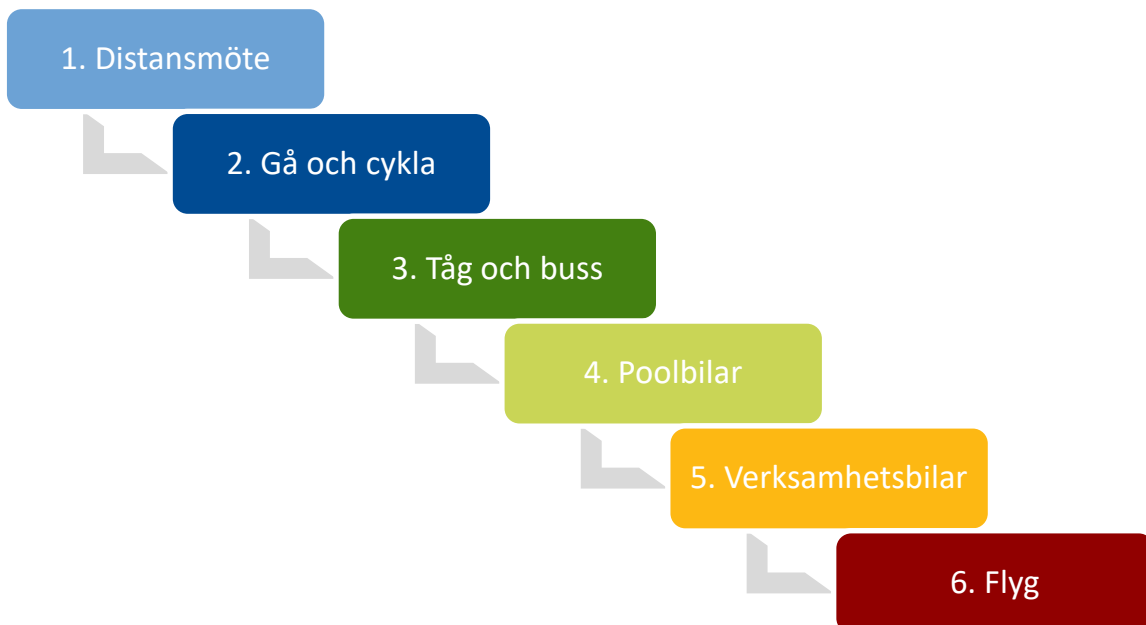 1. Distansmöte
2. Gå och cykla
3. Tåg och buss
4. Poolbilar
5. Verksamhetsbilar
6. Flyg